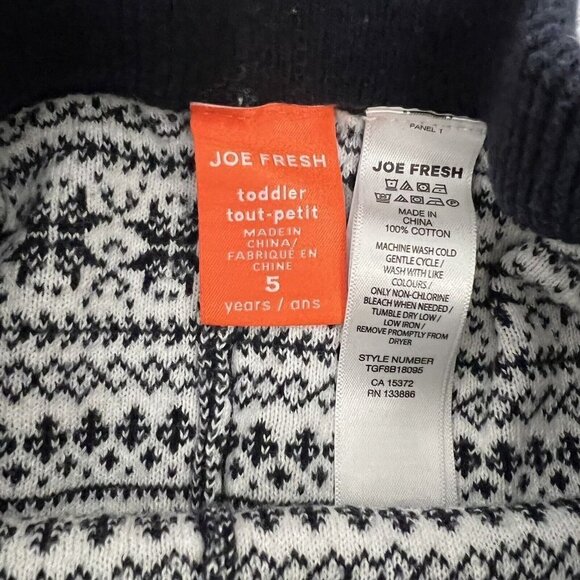 JOE FRESH
toddler
tout-petit
MADE IN
CHINA/
FABRIQUÉ EN
CHINE
5
years / ans
PANEL 1
JOE FRESH
MADE IN
CHINA
100% COTTON
MACHINE WASH COLD
GENTLE CYCLE /
WASH WITH LIKE
COLOURS /
ONLY NON-CHLORINE
BLEACH WHEN NEEDED /
TUMBLE DRY LOW /
LOW IRON /
REMOVE PROMPTLY FROM
DRYER
STYLE NUMBER
TGF8B18095
CA 15372
RN 133886